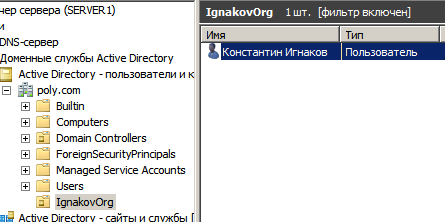 чер сервера (SERVER1)
и
DNS-сервер
Доменные службы Active Directory
Active Directory - пользователи и к
poly.com
Builtin
Computers
Domain Controllers
ForeignSecurityPrincipals
Managed Service Accounts
Users
IgnakovOrg
Active Directory - сайты и службы [
IgnakovOrg 1 шт. [фильтр включен]
Имя Тип
Константин Игнаков Пользователь